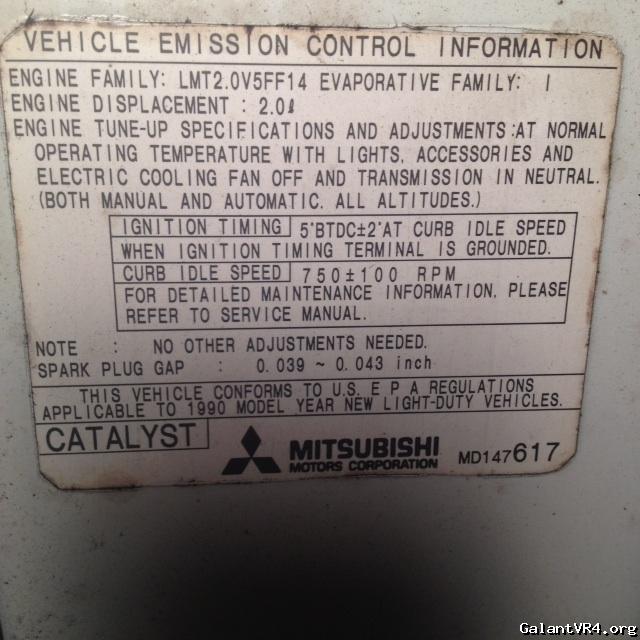 VEHICLE EMISSION CONTROL INFORMATION
ENGINE FAMILY: LMT2.0V5FF14 EVAPORATIVE FAMILY: I
ENGINE DISPLACEMENT : 2.0ℓ
ENGINE TUNE-UP SPECIFICATIONS AND ADJUSTMENTS :AT NORMAL
OPERATING TEMPERATURE WITH LIGHTS, ACCESSORIES AND
ELECTRIC COOLING FAN OFF AND TRANSMISSION IN NEUTRAL.
(BOTH MANUAL AND AUTOMATIC. ALL ALTITUDES.)
IGNITION TIMING 5°BTDC±2°AT CURB IDLE SPEED
WHEN IGNITION TIMING TERMINAL IS GROUNDED.
CURB IDLE SPEED 750±100 RPM
FOR DETAILED MAINTENANCE INFORMATION, PLEASE
REFER TO SERVICE MANUAL.
NOTE : NO OTHER ADJUSTMENTS NEEDED.
SPARK PLUG GAP : 0.039 ~ 0.043 inch
THIS VEHICLE CONFORMS TO U.S. E P A REGULATIONS
APPLICABLE TO 1990 MODEL YEAR NEW LIGHT-DUTY VEHICLES.
CATALYST MITSUBISHI
MOTORS CORPORATION MD147617
GalantVR4.org